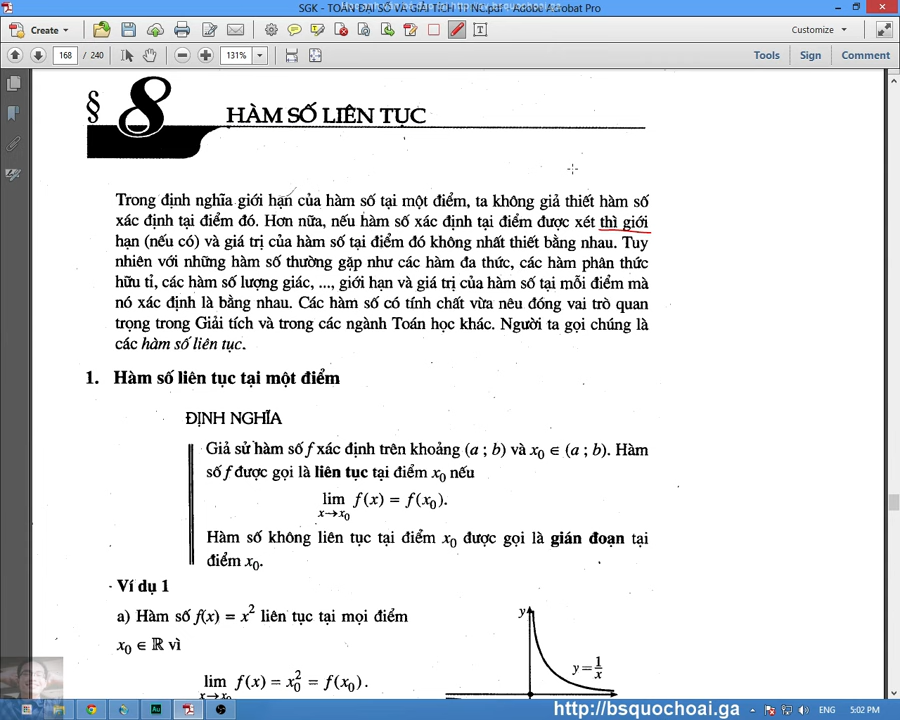 SGK - TOAN ĐẠI SỐ VÀ GIẢI TÍCH 11 NC.pdf - Adobe Acrobat Pro
Create
Customize
168 / 240
131%
Tools Sign Comment
§ 8 HÀM SỐ LIÊN TỤC
Trong định nghĩa giới hạn của hàm số tại một điểm, ta không giả thiết hàm số
xác định tại điểm đó. Hơn nữa, nếu hàm số xác định tại điểm được xét thì giới
hạn (nếu có) và giá trị của hàm số tại điểm đó không nhất thiết bằng nhau. Tuy
nhiên với những hàm số thường gặp như các hàm đa thức, các hàm phân thức
hữu tỉ, các hàm số lượng giác, ..., giới hạn và giá trị của hàm số tại mỗi điểm mà
nó xác định là bằng nhau. Các hàm số có tính chất vừa nêu đóng vai trò quan
trọng trong Giải tích và trong các ngành Toán học khác. Người ta gọi chúng là
các hàm số liên tục.
1. Hàm số liên tục tại một điểm
ĐỊNH NGHĨA
Giả sử hàm số f xác định trên khoảng (a ; b) và x₀ ∈ (a ; b). Hàm
số f được gọi là liên tục tại điểm x₀ nếu
lim f(x) = f(x₀).
x→x₀
Hàm số không liên tục tại điểm x₀ được gọi là gián đoạn tại
điểm x₀.
Ví dụ 1
a) Hàm số f(x) = x² liên tục tại mọi điểm
x₀ ∈ ℝ vì
lim f(x) = x₀² = f(x₀).
x→x₀
y
y = 1/x
http://bsquochoai.ga
ENG 5:02 PM